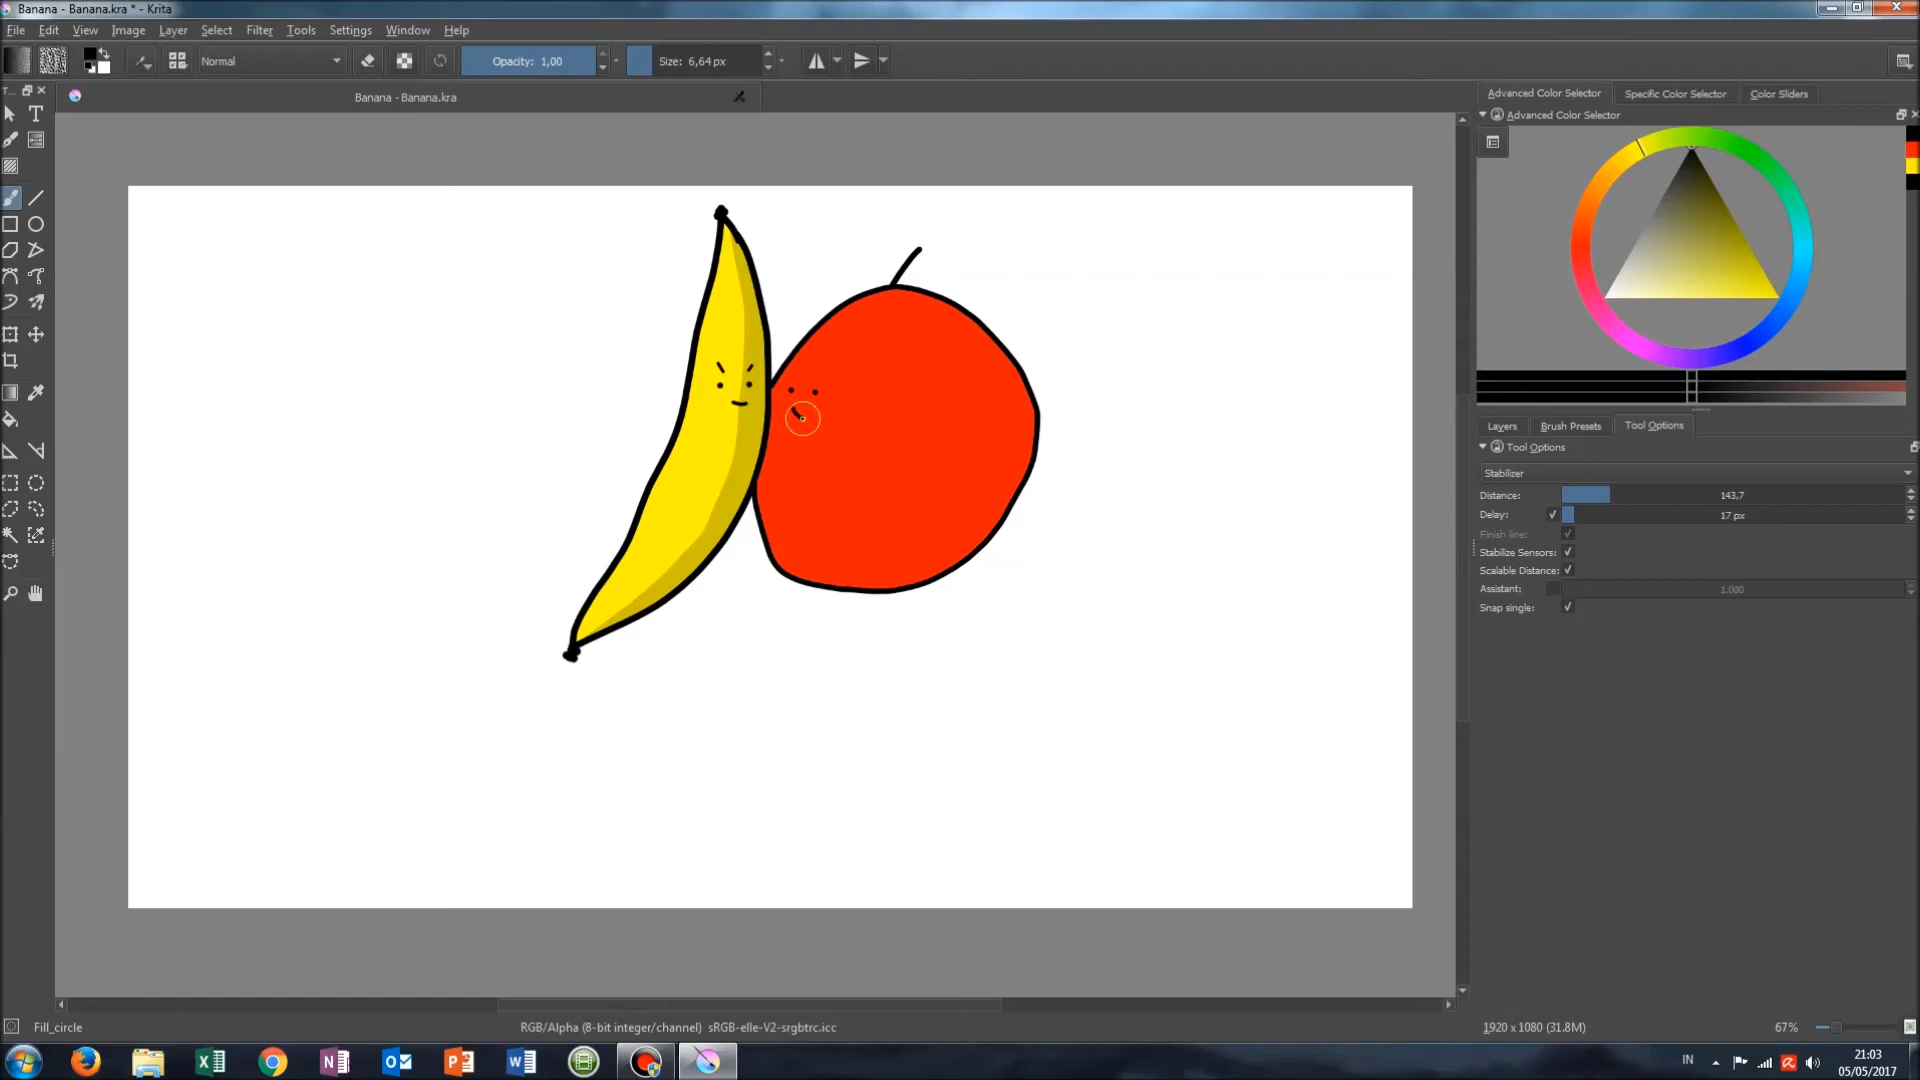 Banana - Banana.kra * - Krita
File Edit View Image Layer Select Filter Tools Settings Window Help
Normal Opacity: 1,00 Size: 6,64 px
T...
Banana - Banana.kra
Advanced Color Selector Specific Color Selector Color Sliders
Advanced Color Selector
Layers Brush Presets Tool Options
Tool Options
Stabilizer
Distance: 143,7
Delay: 17 px
Finish line:
Stabilize Sensors:
Scalable Distance:
Assistant: 1.000
Snap single:
Fill_circle RGB/Alpha (8-bit integer/channel) sRGB-elle-V2-srgbtrc.icc 1920 x 1080 (31.8M) 67%
IN 21:03
05/05/2017